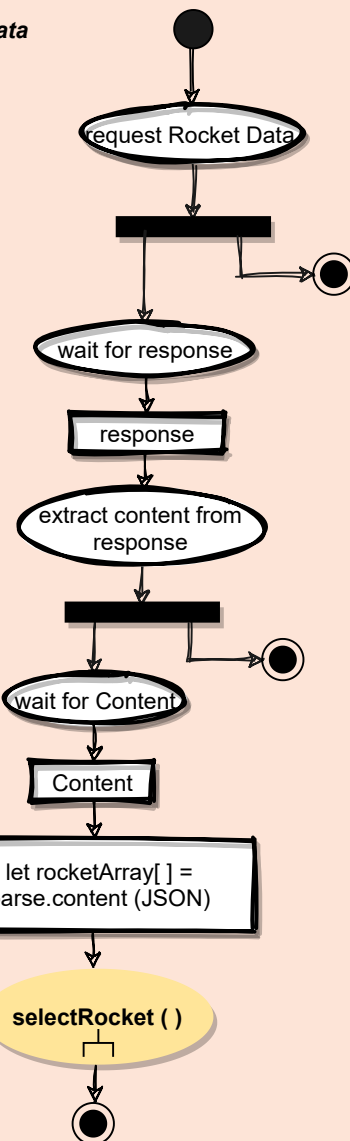 request Rocket Data
wait for response
response
extract content from
response
wait for Content
Content
let rocketArray[ ] =
arse.content (JSON)
selectRocket ( )